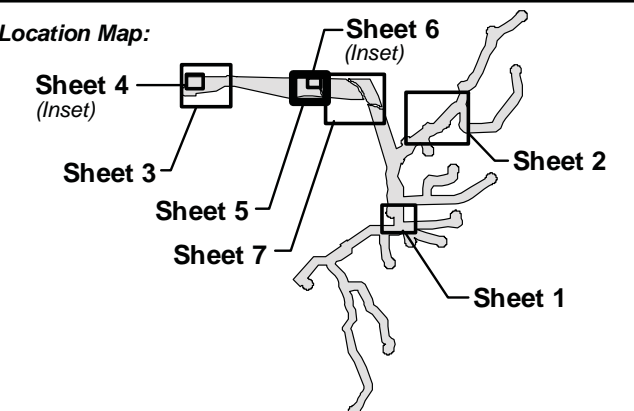 Location Map:
Sheet 6
(Inset)
Sheet 4
(Inset)
Sheet 3
Sheet 2
Sheet 5
Sheet 7
Sheet 1